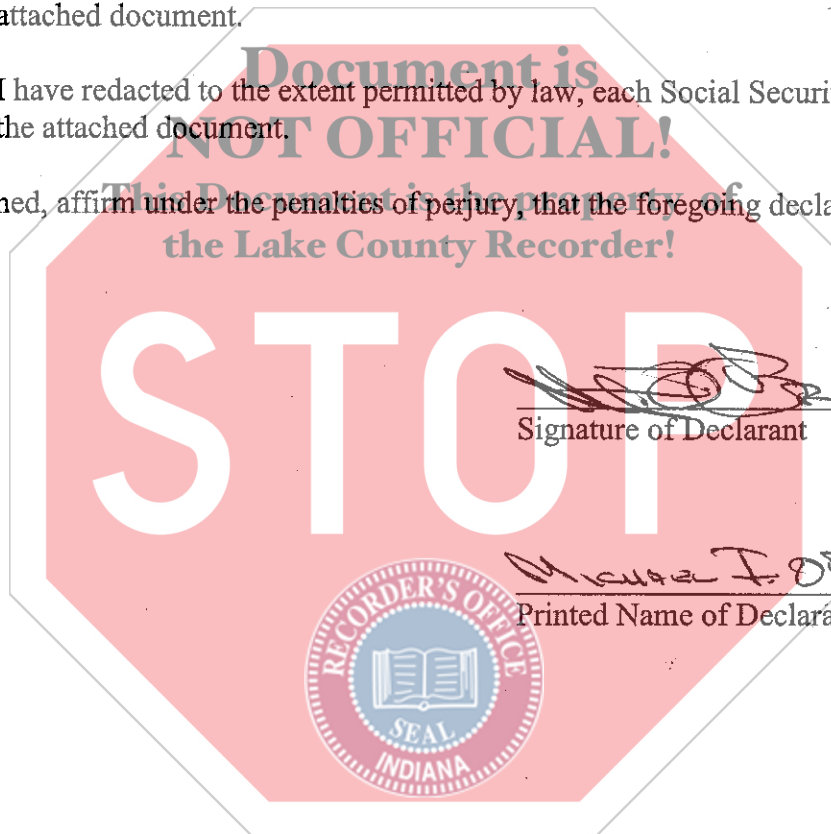 attached document.
Document is
I have redacted to the extent permitted by law, each Social Securi
the attached document.
NOT OFFICIAL!
This Document is the property of
ned, affirm under the penalties of perjury, that the foregoing decla
the Lake County Recorder!
STOP
Signature of Declarant
MICHAEL I.
Printed Name of Declara
RECORDER'S OFFICE
SEAL
INDIANA